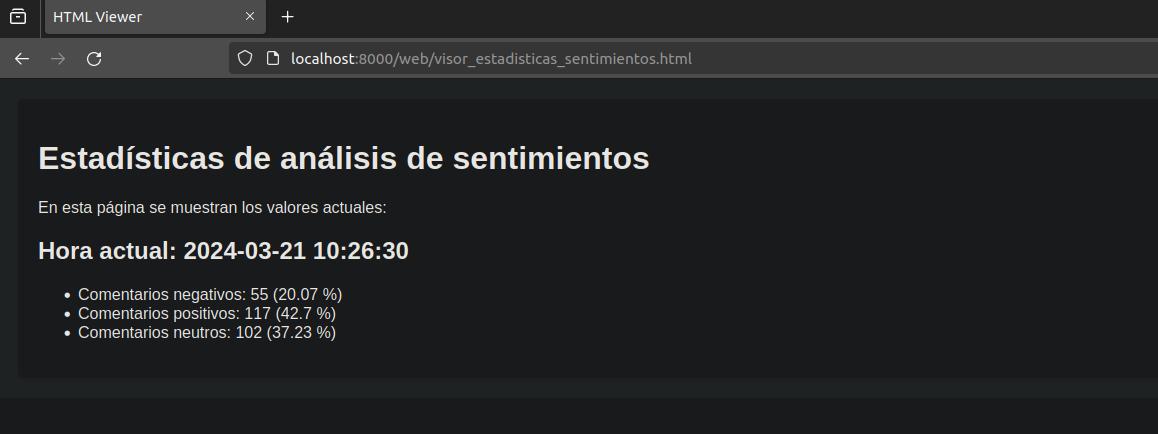 HTML Viewer
localhost:8000/web/visor_estadisticas_sentimientos.html
Estadísticas de análisis de sentimientos
En esta página se muestran los valores actuales:
Hora actual: 2024-03-21 10:26:30
• Comentarios negativos: 55 (20.07 %)
• Comentarios positivos: 117 (42.7 %)
• Comentarios neutros: 102 (37.23 %)